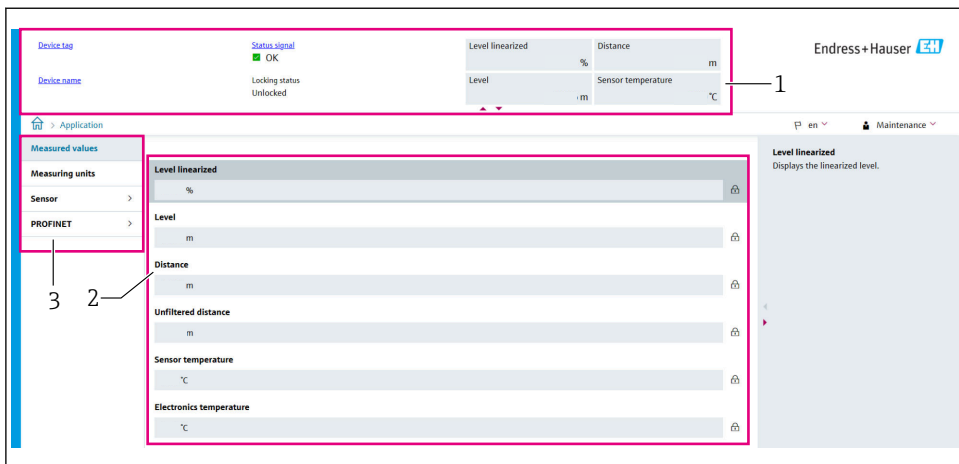 Device tag
Status signal
OK
Level linearized
%
Distance
m
Endress+Hauser EH
Device name
Locking status
Unlocked
Level
m
Sensor temperature
°C
1
> Application
en
Maintenance
Measured values
Measuring units
Sensor >
PROFINET >
3
2
Level linearized
%
Level
m
Distance
m
Unfiltered distance
m
Sensor temperature
°C
Electronics temperature
°C
Level linearized
Displays the linearized level.